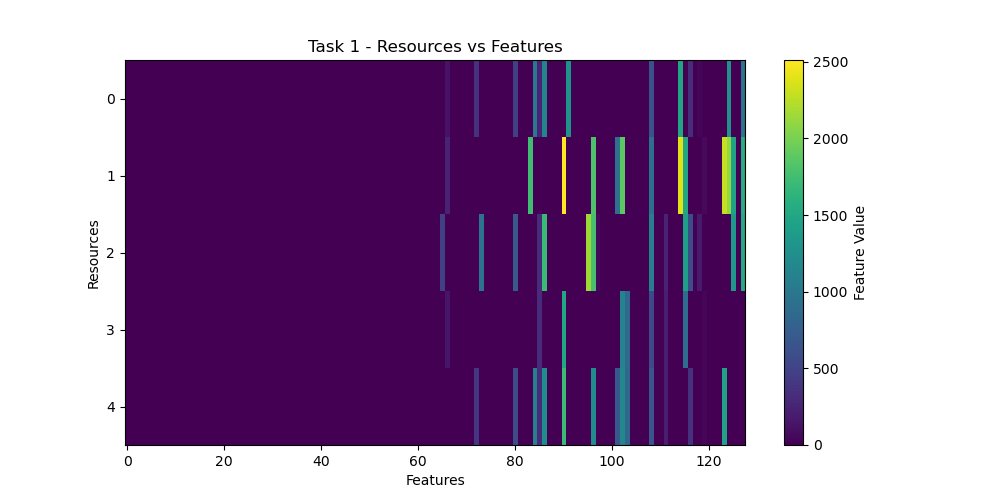 Task 1 - Resources vs Features
Resources
0
1
2
3
4
0 20 40 60 80 100 120
Features
2500
2000
1500
1000
500
0
Feature Value